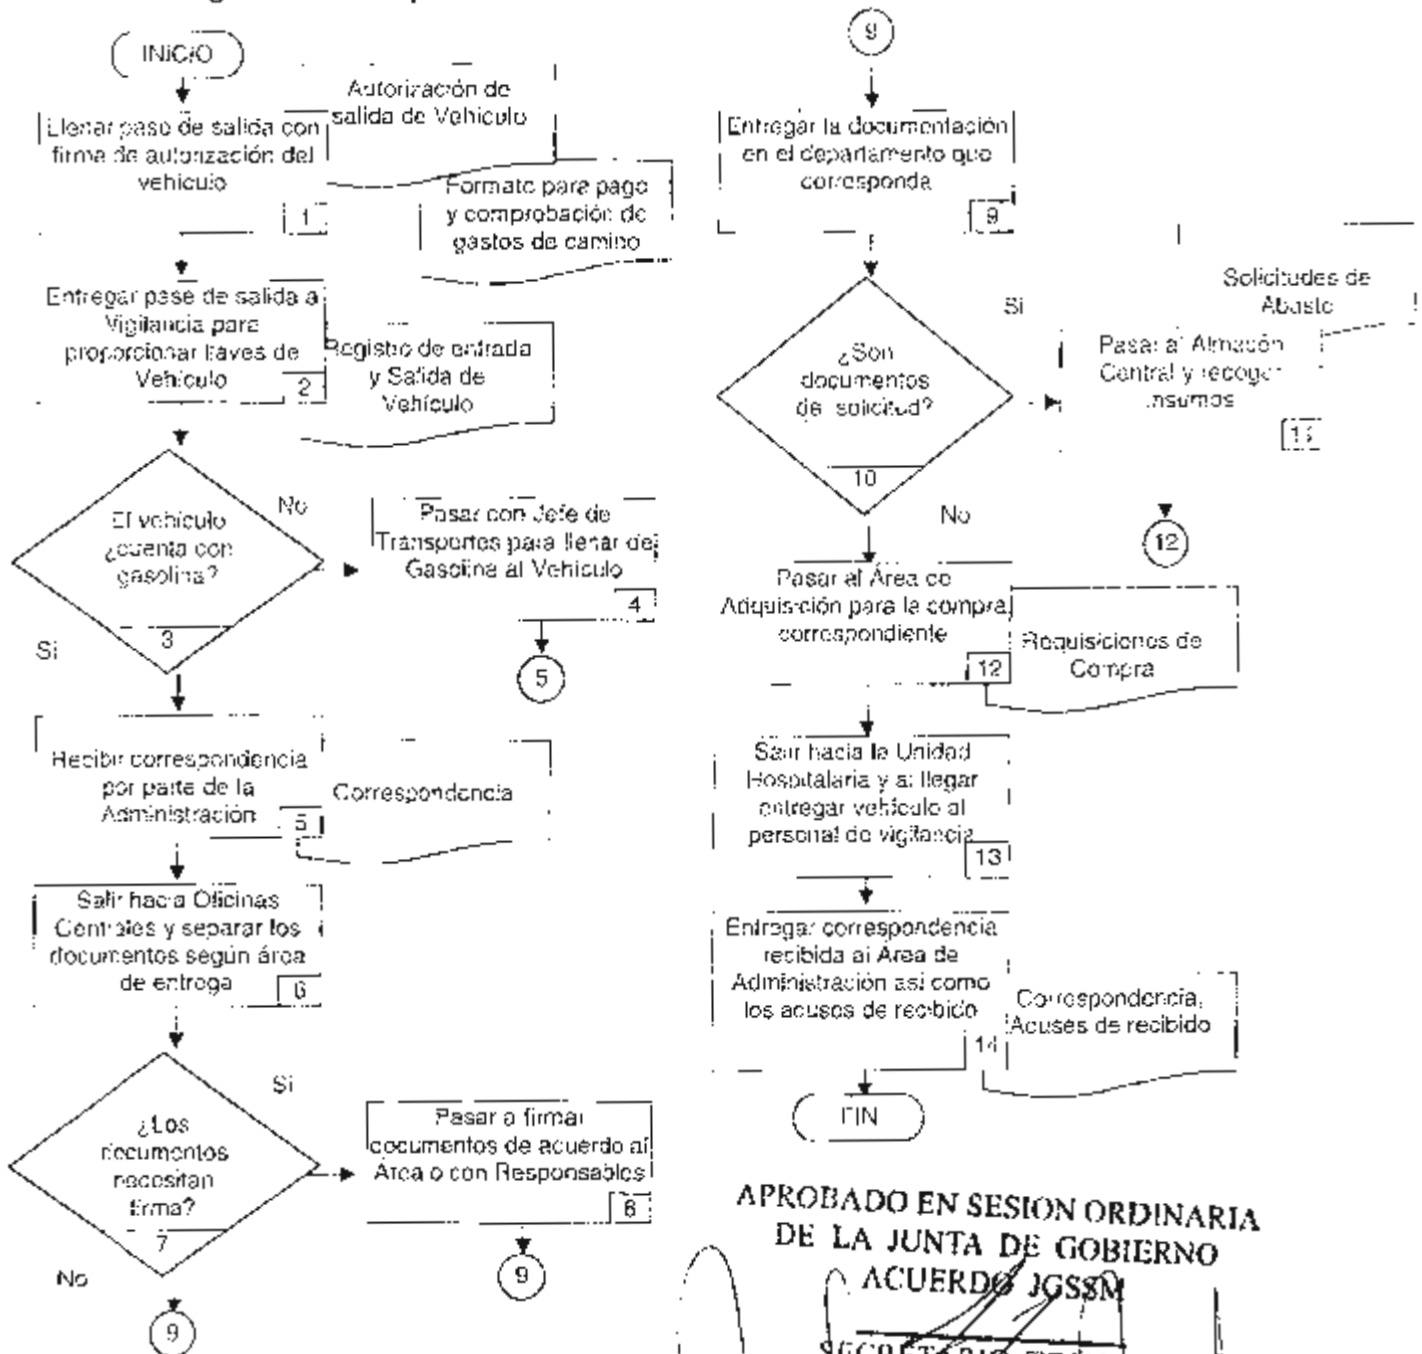 INICIO
Llenar pase de salida con
firma de autorización del
vehículo
1
Autorización de
salida de Vehículo
Formato para pago
y comprobación de
gastos de camino
Entregar pase de salida a
Vigilancia para
proporcionar llaves de
Vehículo
2
Registro de entrada
y Salida de
Vehículo
El vehículo
¿cuenta con
gasolina?
3
No
Si
Pasar con Jefe de
Transportes para llenar de
Gasolina al Vehículo
4
5
Recibir correspondencia
por parte de la
Administración
5
Correspondencia
Salir hacia Oficinas
Centrales y separar los
documentos según área
de entrega
6
¿Los
documentos
necesitan
firma?
7
Si
No
Pasar a firmar
documentos de acuerdo al
Área o con Responsables
8
9
9
9
Entregar la documentación
en el departamento que
corresponda
9
¿Son
documentos
de solicitud?
10
Si
No
Solicitudes de
Abasto
Pasar al Almacén
Central y recoger
insumos
11
12
Pasar al Área de
Adquisición para la compra
correspondiente
12
Requisiciones de
Compra
Salir hacia la Unidad
Hospitalaria y al llegar
entregar vehículo al
personal de vigilancia
13
Entregar correspondencia
recibida al Area de
Administración así como
los acuses de recibido
14
Correspondencia,
Acuses de recibido
FIN
APROBADO EN SESION ORDINARIA
DE LA JUNTA DE GOBIERNO
ACUERDO JGSSM